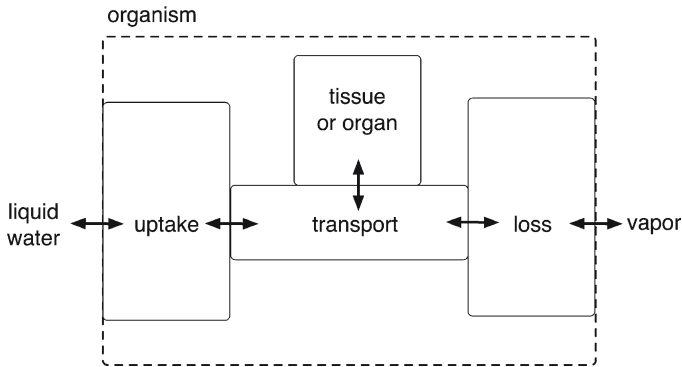 organism
tissue
or organ
liquid
water
uptake
transport
loss
vapor